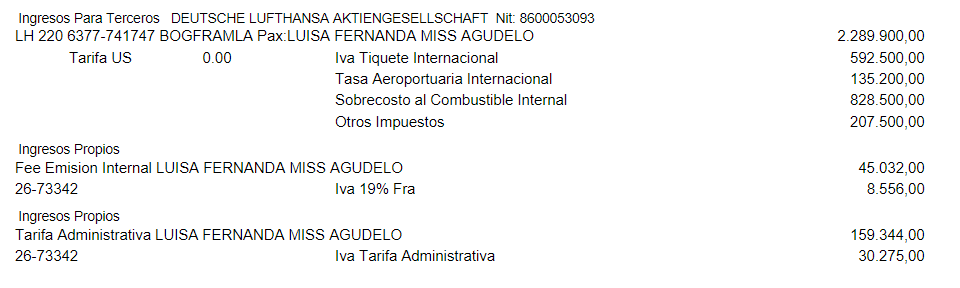 Ingresos Para Terceros DEUTSCHE LUFTHANSA AKTIENGESELLSCHAFT Nit: 8600053093
LH 220 6377-741747 BOGFRAMLA Pax:LUISA FERNANDA MISS AGUDELO 2.289.900,00
Tarifa US 0.00 Iva Tiquete Internacional 592.500,00
Tasa Aeroportuaria Internacional 135.200,00
Sobrecosto al Combustible Internal 828.500,00
Otros Impuestos 207.500,00
Ingresos Propios
Fee Emision Internal LUISA FERNANDA MISS AGUDELO 45.032,00
26-73342 Iva 19% Fra 8.556,00
Ingresos Propios
Tarifa Administrativa LUISA FERNANDA MISS AGUDELO 159.344,00
26-73342 Iva Tarifa Administrativa 30.275,00